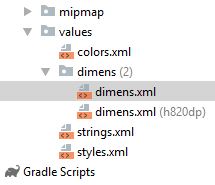 mipmap
values
colors.xml
dimens (2)
dimens.xml
dimens.xml (h820dp)
strings.xml
styles.xml
Gradle Scripts